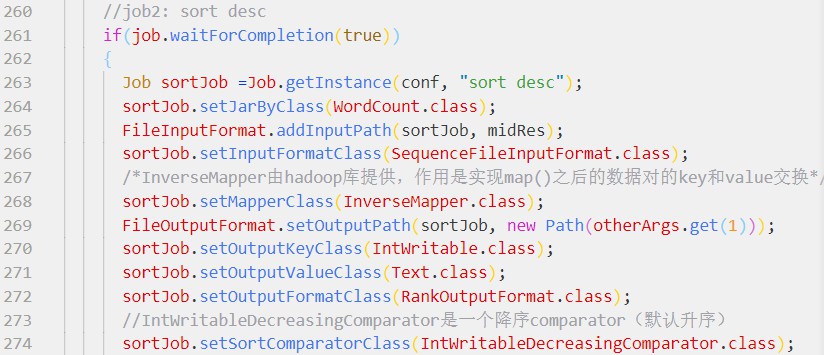 260 //job2: sort desc
261 if(job.waitForCompletion(true))
262 {
263 Job sortJob =Job.getInstance(conf, "sort desc");
264 sortJob.setJarByClass(WordCount.class);
265 FileInputFormat.addInputPath(sortJob, midRes);
266 sortJob.setInputFormatClass(SequenceFileInputFormat.class);
267 /*InverseMapper由hadoop库提供，作用是实现map()之后的数据对的key和value交换*/
268 sortJob.setMapperClass(InverseMapper.class);
269 FileOutputFormat.setOutputPath(sortJob, new Path(otherArgs.get(1)));
270 sortJob.setOutputKeyClass(IntWritable.class);
271 sortJob.setOutputValueClass(Text.class);
272 sortJob.setOutputFormatClass(RankOutputFormat.class);
273 //IntWritableDecreasingComparator是一个降序comparator（默认升序）
274 sortJob.setSortComparatorClass(IntWritableDecreasingComparator.class);